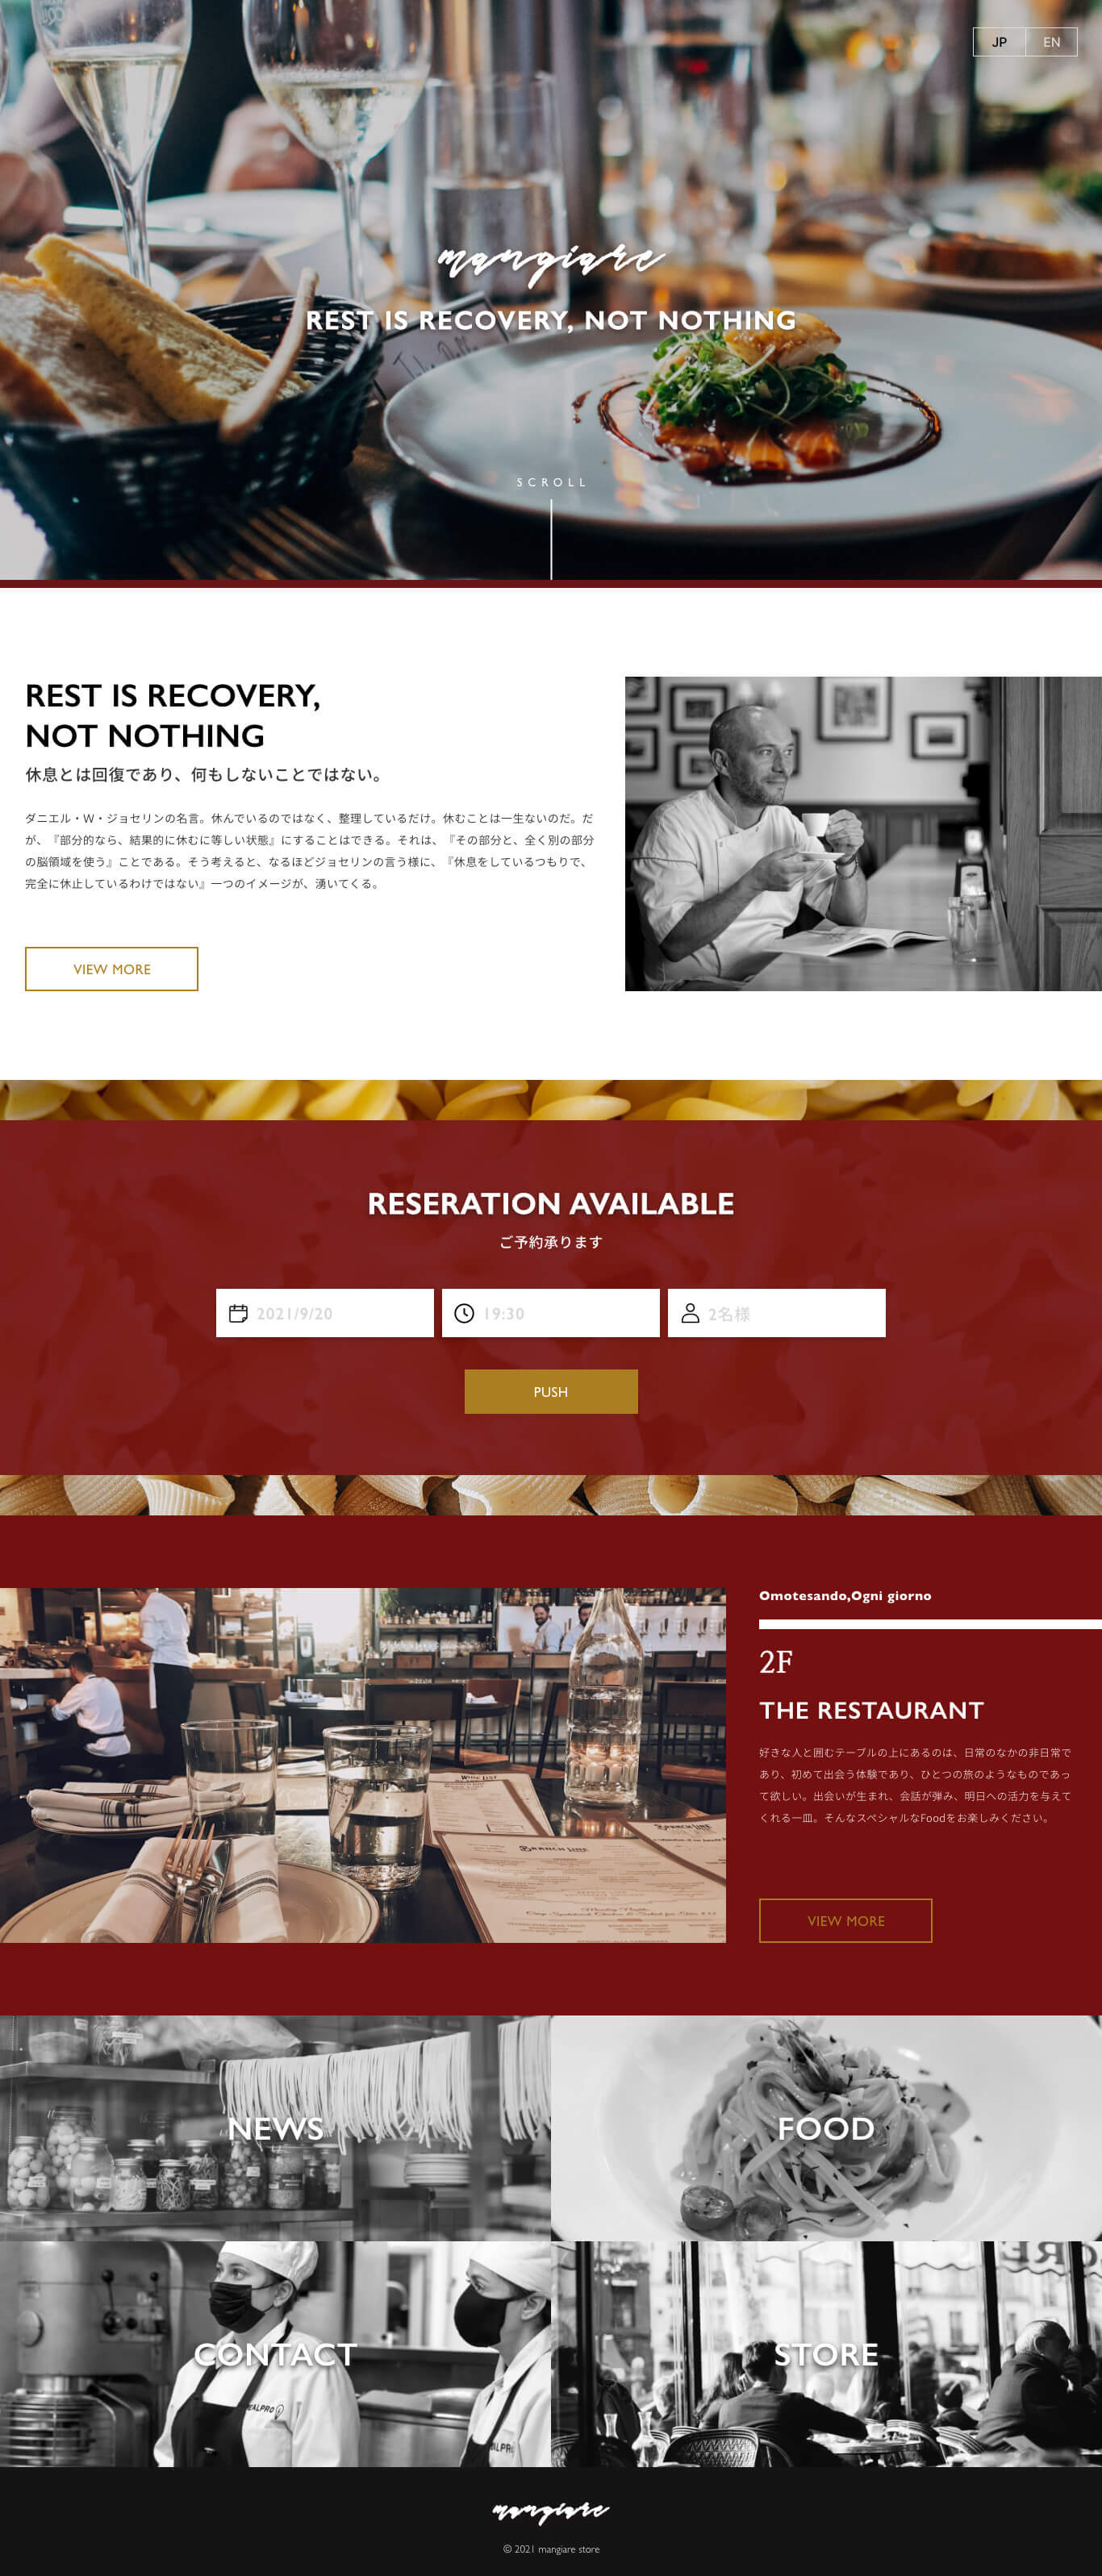 JP
EN
mangiare
REST IS RECOVERY, NOT NOTHING
SCROLL
REST IS RECOVERY,
NOT NOTHING
休息とは回復であり、何もしないことではない。
ダニエル・W・ジョセリンの名言。休んでいるのではなく、整理しているだけ。休むことは一生ないのだ。だ
が、『部分的なら、結果的に休むに等しい状態』にすることはできる。それは、『その部分と、全く別の部分
の脳領域を使う』ことである。そう考えると、なるほどジョセリンの言う様に、『休息をしているつもりで、
完全に休止しているわけではない』一つのイメージが、湧いてくる。
VIEW MORE
RESERATION AVAILABLE
ご予約承ります
2021/9/20
19:30
2名様
PUSH
Omotesando,Ogni giorno
2F
THE RESTAURANT
好きな人と囲むテーブルの上にあるのは、日常のなかの非日常で
あり、初めて出会う体験であり、ひとつの旅のようなものであっ
て欲しい。出会いが生まれ、会話が弾み、明日への活力を与えて
くれる一皿。そんなスペシャルなFoodをお楽しみください。
VIEW MORE
NEWS
FOOD
CONTACT
STORE
mangiare
© 2021 mangiare store